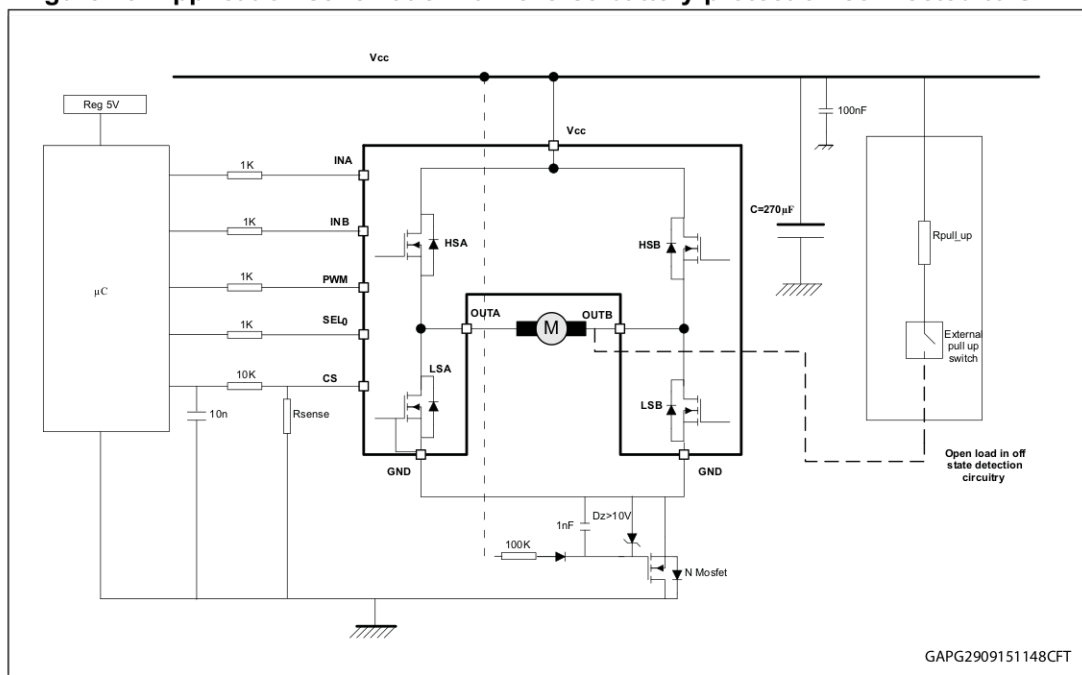 Vcc
Reg 5V
100nF
Vcc
1K
INA
C=270µF
1K
INB
HSA
HSB
Rpull_up
µC
1K
PWM
OUTA
M
OUTB
1K
SEL0
External
pull up
switch
LSA
10K
CS
LSB
10n
Rsense
GND
GND
Open load in off
state detection
circuitry
1nF
Dz>10V
100K
N Mosfet
GAPG2909151148CFT